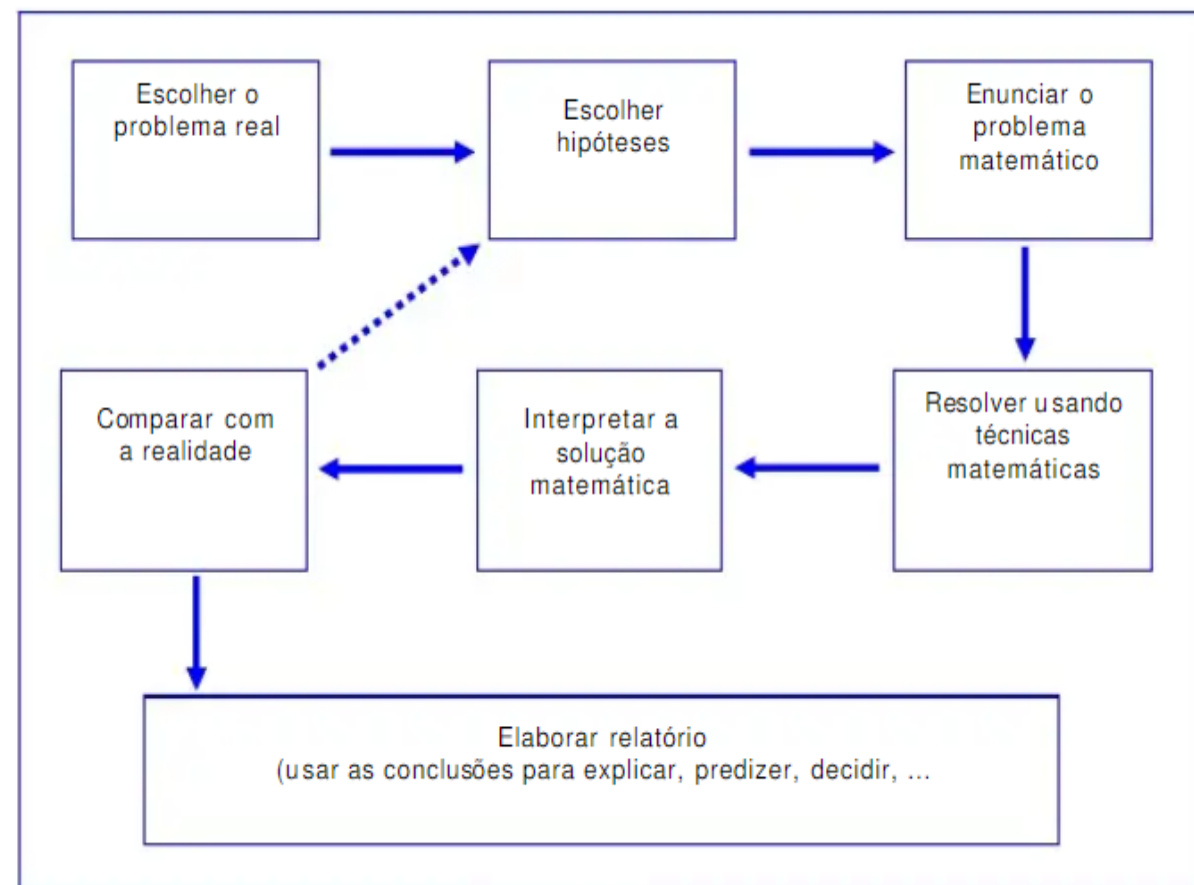 Escolher o
problema real
Escolher
hipóteses
Enunciar o
problema
matemático
Comparar com
a realidade
Interpretar a
solução
matemática
Resolver usando
técnicas
matemáticas
Elaborar relatório
(usar as conclusões para explicar, predizer, decidir, ...